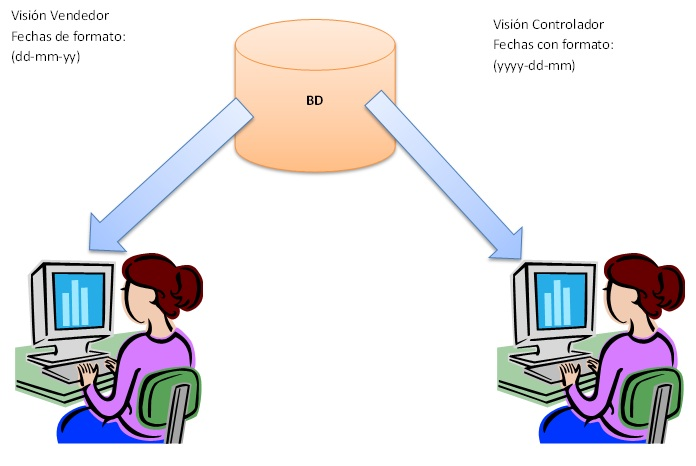 Visión Vendedor
Fechas de formato:
(dd-mm-yy)
BD
Visión Controlador
Fechas con formato:
(yyyy-dd-mm)